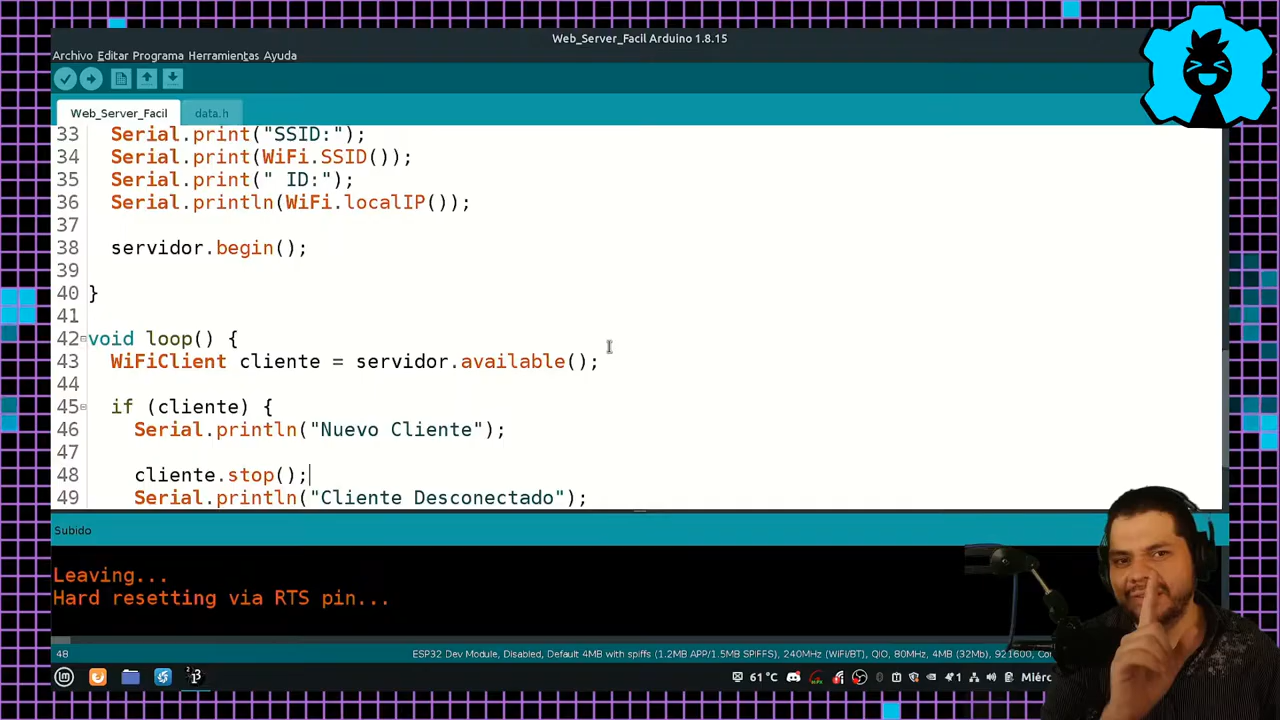 Web_Server_Facil Arduino 1.8.15
Archivo Editar Programa Herramientas Ayuda
Web_Server_Facil data.h
33 Serial.print("SSID:");
34 Serial.print(WiFi.SSID());
35 Serial.print(" ID:");
36 Serial.println(WiFi.localIP());
37
38 servidor.begin();
39
40 }
41
42 void loop() {
43 WiFiClient cliente = servidor.available();
44
45 if (cliente) {
46 Serial.println("Nuevo Cliente");
47
48 cliente.stop();
49 Serial.println("Cliente Desconectado");
Subido
Leaving...
Hard resetting via RTS pin...
48 ESP32 Dev Module, Disabled, Default 4MB with spiffs (1.2MB APP/1.5MB SPIFFS), 240MHz (WiFi/BT), QIO, 80MHz, 4MB (32Mb), 921600,
61°C 1 Miérc